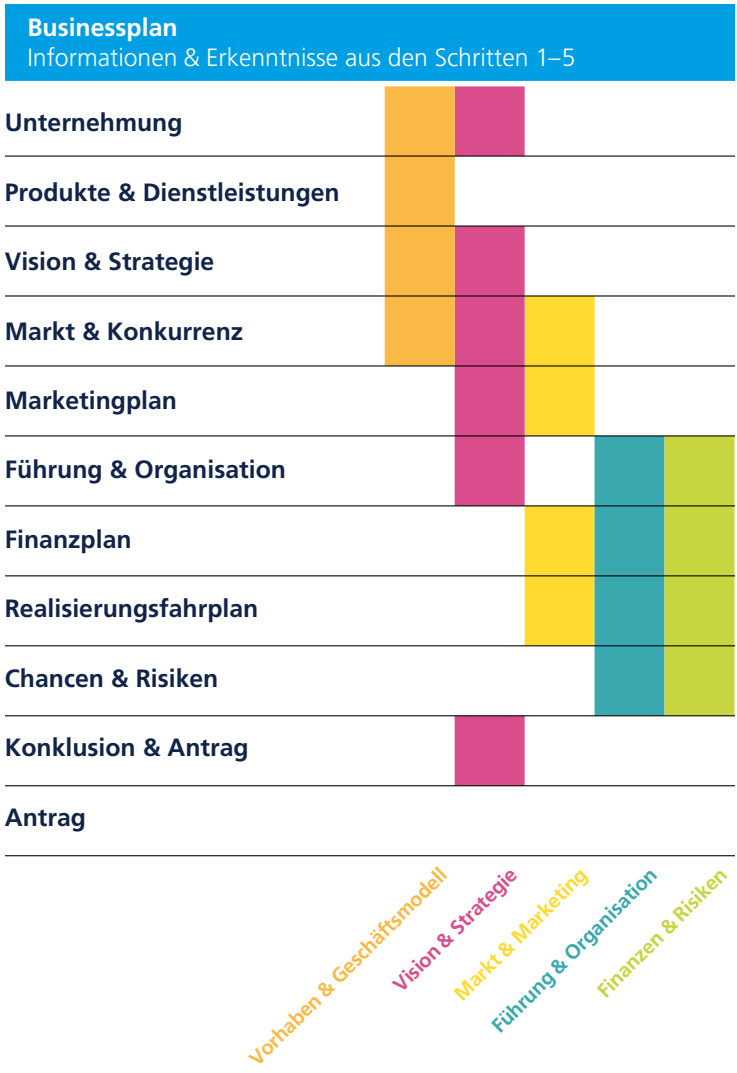 Businessplan
Informationen & Erkenntnisse aus den Schritten 1–5
Unternehmung
Produkte & Dienstleistungen
Vision & Strategie
Markt & Konkurrenz
Marketingplan
Führung & Organisation
Finanzplan
Realisierungsfahrplan
Chancen & Risiken
Konklusion & Antrag
Antrag
Vorhaben & Geschäftsmodell
Vision & Strategie
Markt & Marketing
Führung & Organisation
Finanzen & Risiken